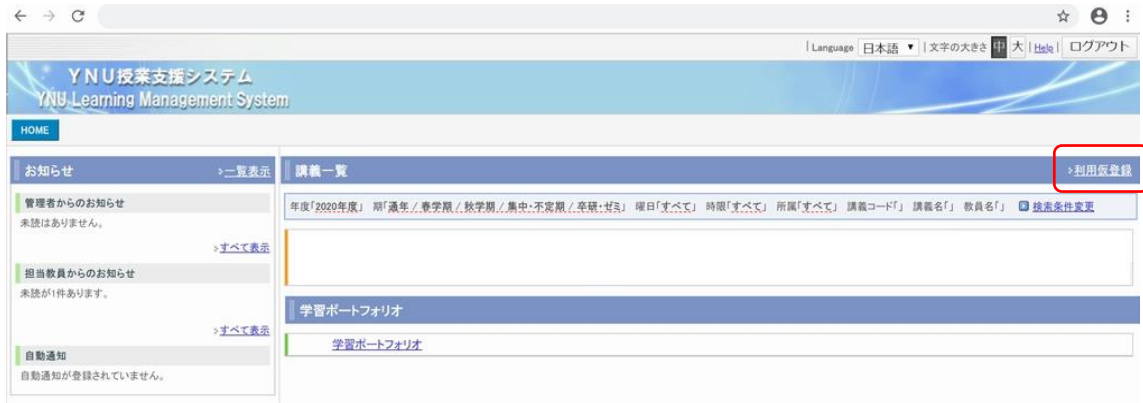 Language 日本語 ▼ 文字の大きさ 中 大 Help ログアウト
YNU授業支援システム
YNU Learning Management System
HOME
お知らせ >一覧表示
管理者からのお知らせ
未読はありません。
>すべて表示
担当教員からのお知らせ
未読が1件あります。
>すべて表示
自動通知
自動通知が登録されていません。
講義一覧 >利用仮登録
年度「2020年度」 期「通年 / 春学期 / 秋学期 / 集中・不定期 / 卒研・ゼミ」 曜日「すべて」 時限「すべて」 所属「すべて」 講義コード「」 講義名「」 教員名「」 検索条件変更
学習ポートフォリオ
学習ポートフォリオ